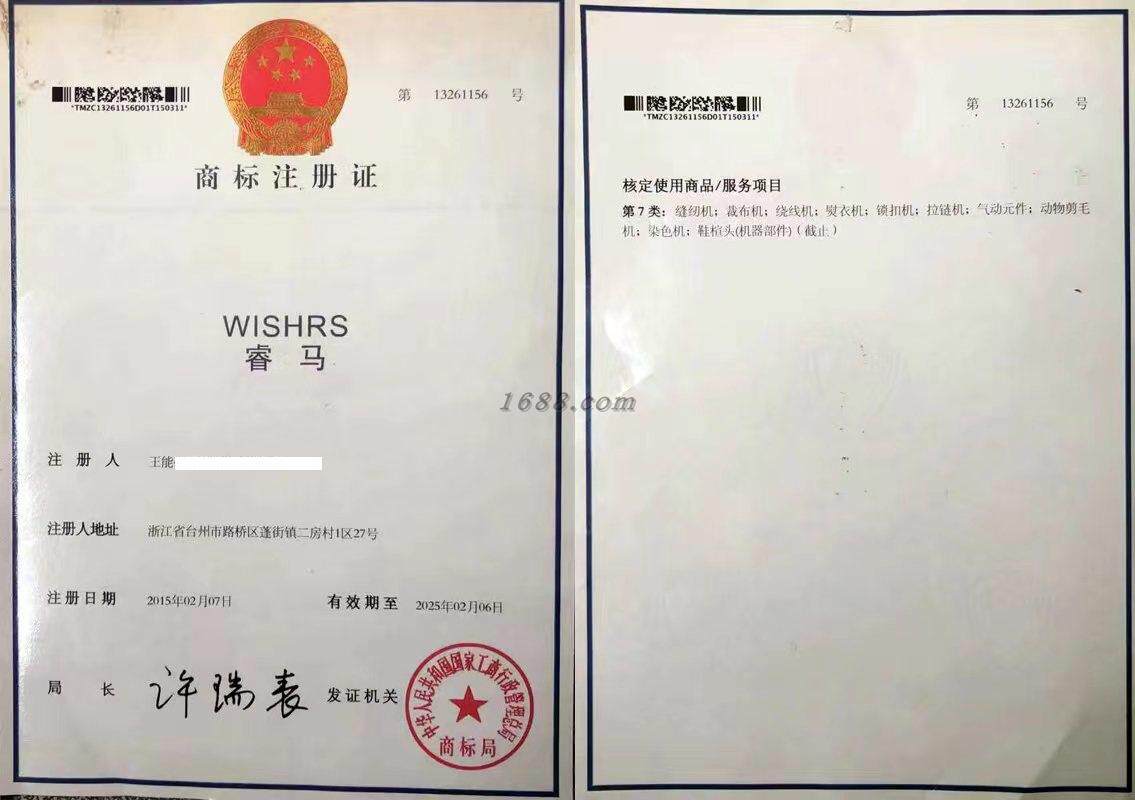 *TMZC13261156D01T150311*
第 13261156 号
商标注册证
WISHRS
睿 马
注 册 人 王能
注册人地址 浙江省台州市路桥区蓬街镇二房村1区27号
注册日期 2015年02月07日 有效期至 2025年02月06日
局 长 许瑞表 发证机关
中华人民共和国国家工商行政管理总局
商标局
1688.com
*TMZC13261156D01T150311*
第 13261156 号
核定使用商品/服务项目
第7类：缝纫机；裁布机；绕线机；熨衣机；锁扣机；拉链机；气动元件；动物剪毛
机；染色机；鞋楦头(机器部件)（截止）